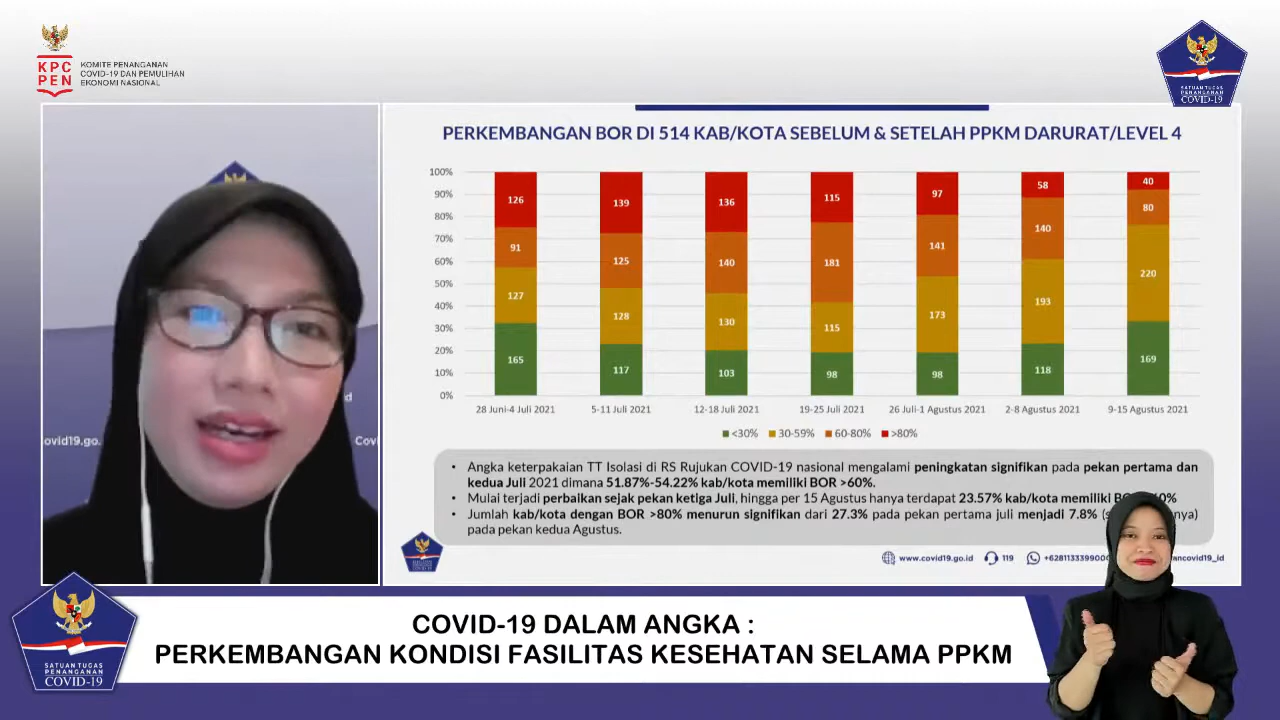 KPC
PEN
KOMITE PENANGANAN
COVID-19 DAN PEMULIHAN
EKONOMI NASIONAL
SATUAN TUGAS
PENANGANAN
COVID-19
PERKEMBANGAN BOR DI 514 KAB/KOTA SEBELUM & SETELAH PPKM DARURAT/LEVEL 4
100%
90%
80%
70%
60%
50%
40%
30%
20%
10%
0%
126 139 136 115 97 58 40
91 125 140 181 141 140 80
127 128 130 115 173 193 220
165 117 103 98 98 118 169
28 Juni-4 Juli 2021 5-11 Juli 2021 12-18 Juli 2021 19-25 Juli 2021 26 Juli-1 Agustus 2021 2-8 Agustus 2021 9-15 Agustus 2021
<30% 30-59% 60-80% >80%
• Angka keterpakaian TT Isolasi di RS Rujukan COVID-19 nasional mengalami peningkatan signifikan pada pekan pertama dan
kedua Juli 2021 dimana 51.87%-54.22% kab/kota memiliki BOR >60%.
• Mulai terjadi perbaikan sejak pekan ketiga Juli, hingga per 15 Agustus hanya terdapat 23.57% kab/kota memiliki
• Jumlah kab/kota dengan BOR >80% menurun signifikan dari 27.3% pada pekan pertama juli menjadi 7.8%
pada pekan kedua Agustus.
www.covid19.go.id 119
ovid19.go.
COVID-19 DALAM ANGKA :
PERKEMBANGAN KONDISI FASILITAS KESEHATAN SELAMA PPKM
SATUAN TUGAS
PENANGANAN
COVID-19